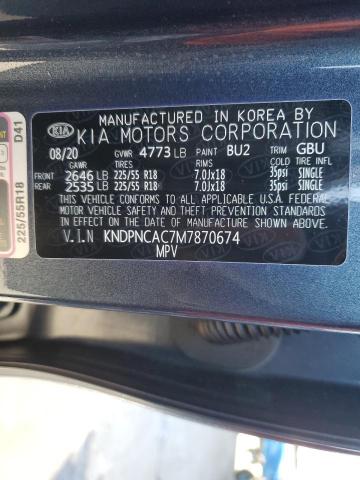 MANUFACTURED IN KOREA BY
KIA KIA MOTORS CORPORATION
08/20 GVWR 4773 LB PAINT BU2 TRIM GBU
GAWR TIRES RIMS COLD TIRE INFL
FRONT 2646 LB 225/55 R18 7.0Jx18 35psi SINGLE
REAR 2535 LB 225/55 R18 7.0Jx18 35psi SINGLE
THIS VEHICLE CONFORMS TO ALL APPLICABLE U.S.A FEDERAL
MOTOR VEHICLE SAFETY AND THEFT PREVENTION STANDARDS
IN EFFECT ON THE DATE OF MANUFACTURE
SHOWN ABOVE.
V.I.N KNDPNCAC7M7870674
MPV
225/55R18 D41